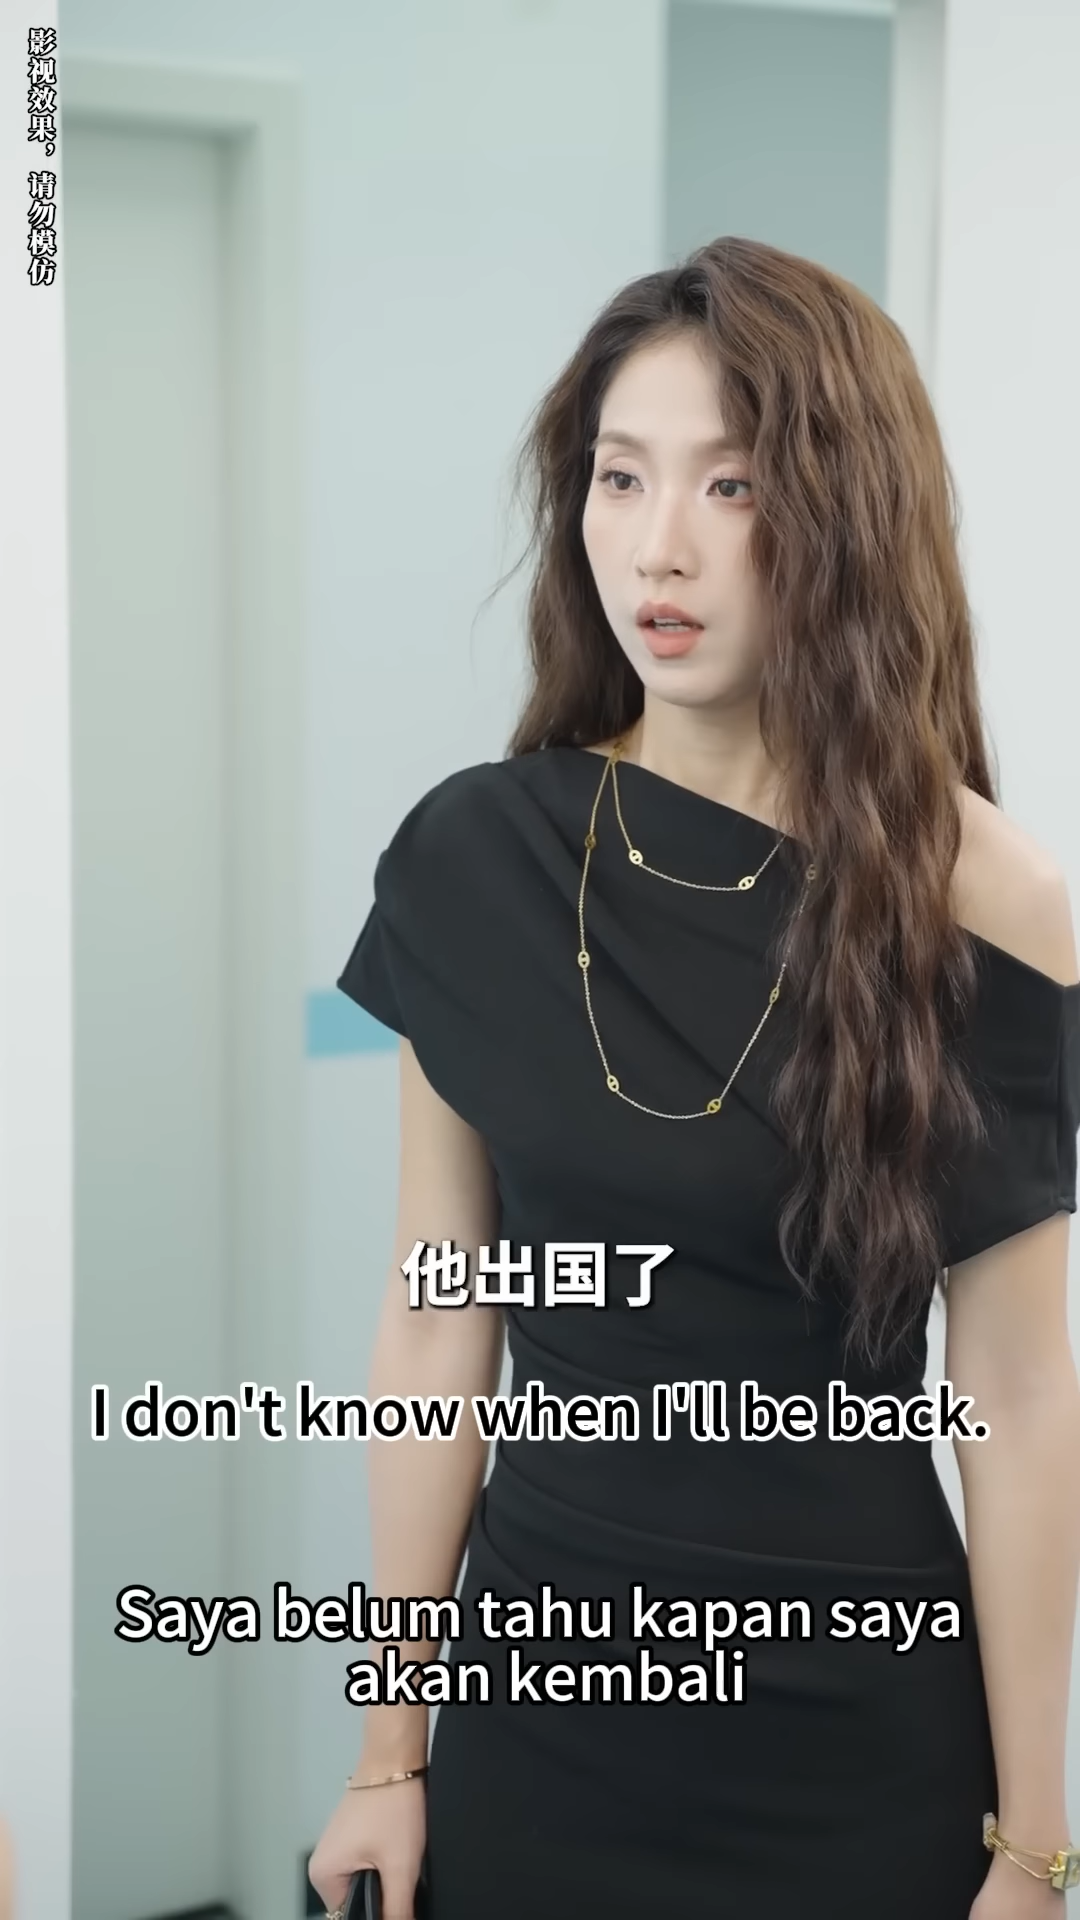 影视效果，请勿模仿
他出国了
I don't know when I'll be back.
Saya belum tahu kapan saya
akan kembali